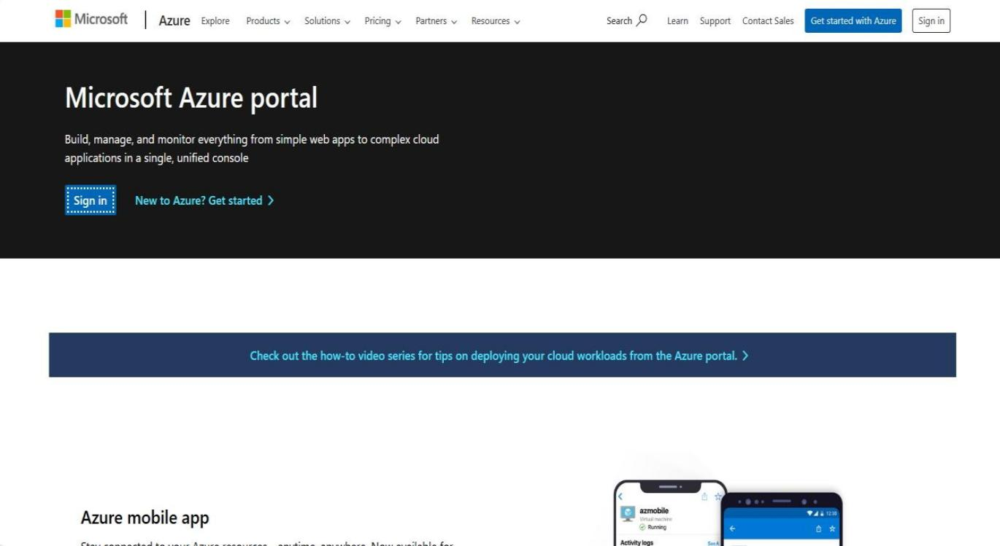 Microsoft Azure Explore Products Solutions Pricing Partners Resources Search Learn Support Contact Sales Get started with Azure Sign in
Microsoft Azure portal
Build, manage, and monitor everything from simple web apps to complex cloud
applications in a single, unified console
Sign in New to Azure? Get started
Check out the how-to video series for tips on deploying your cloud workloads from the Azure portal.
azmobile
Virtual machine
Running
12:30
Azure mobile app
Activity logs See A
Stay connected to your Azure resources—anytime, anywhere. Now available for